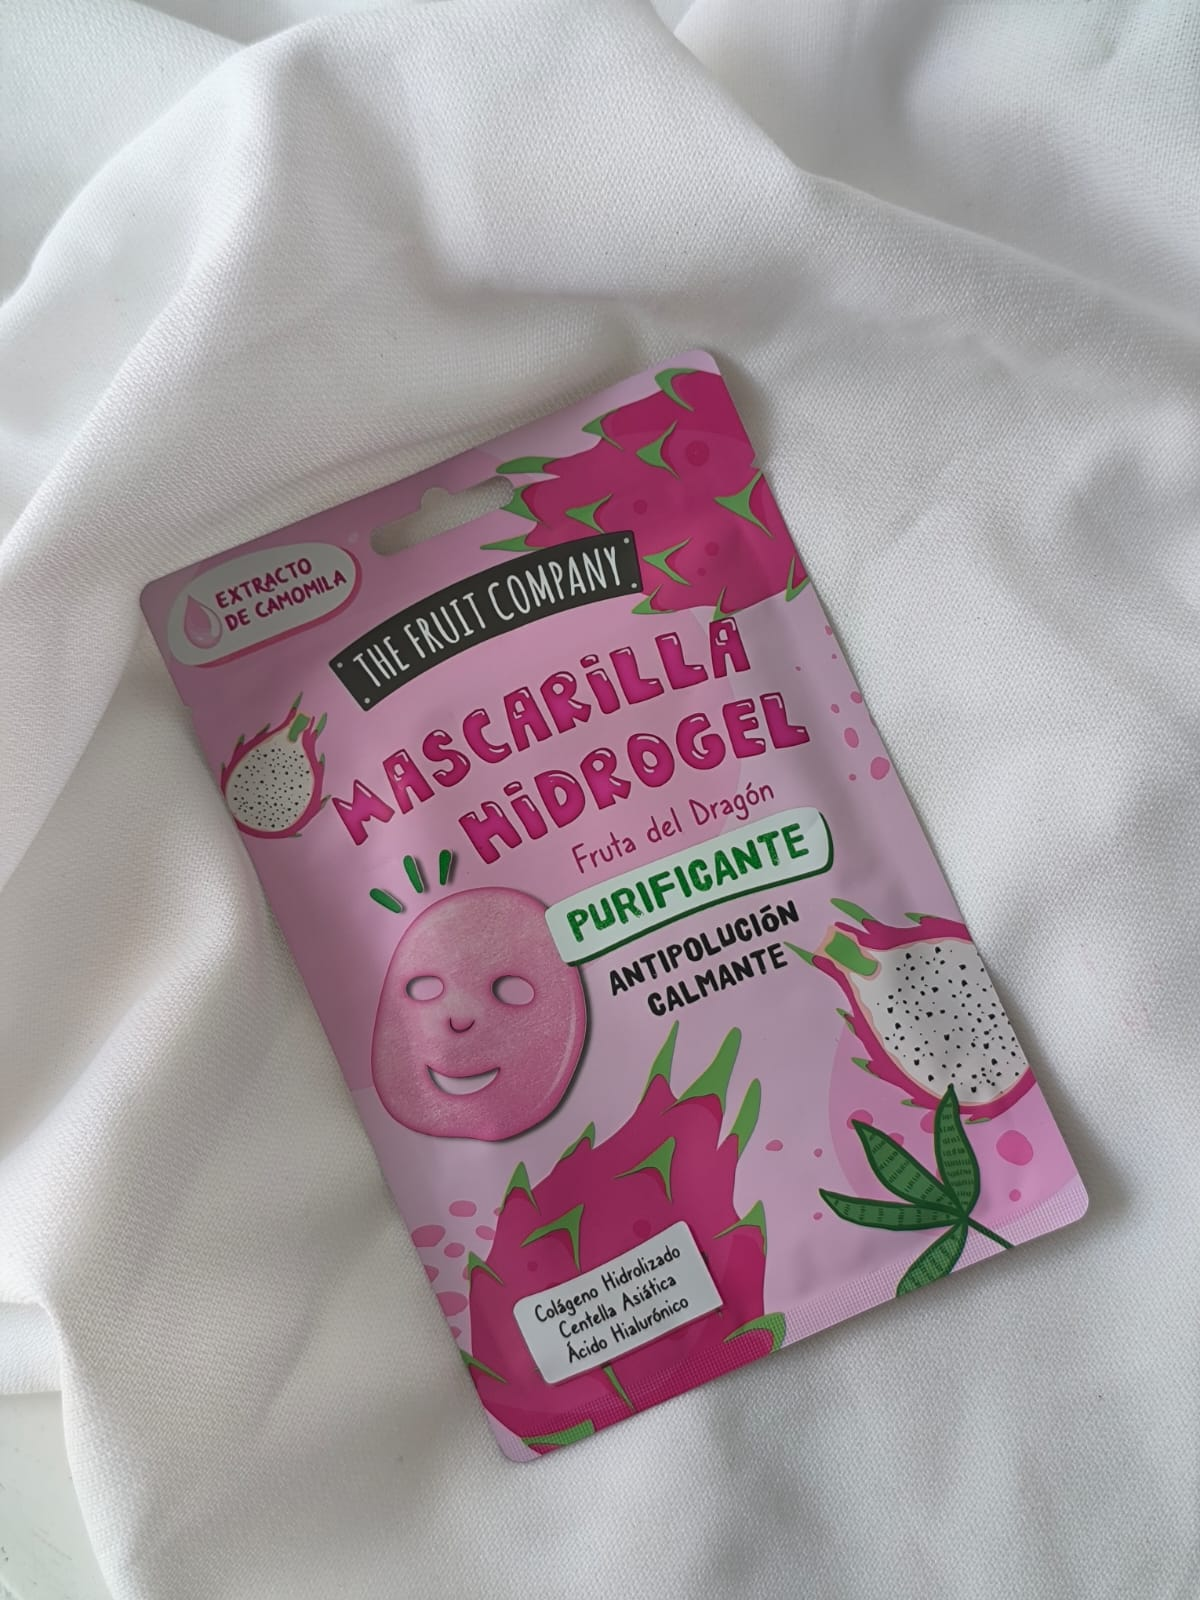 EXTRACTO
DE CAMOMILA
THE FRUIT COMPANY
MASCARiLLA
HiDROGEL
Fruta del Dragón
PURIFICANTE
ANTIPOLUCIÓN
CALMANTE
Colágeno Hidrolizado
Centella Asiática
Ácido Hialurónico